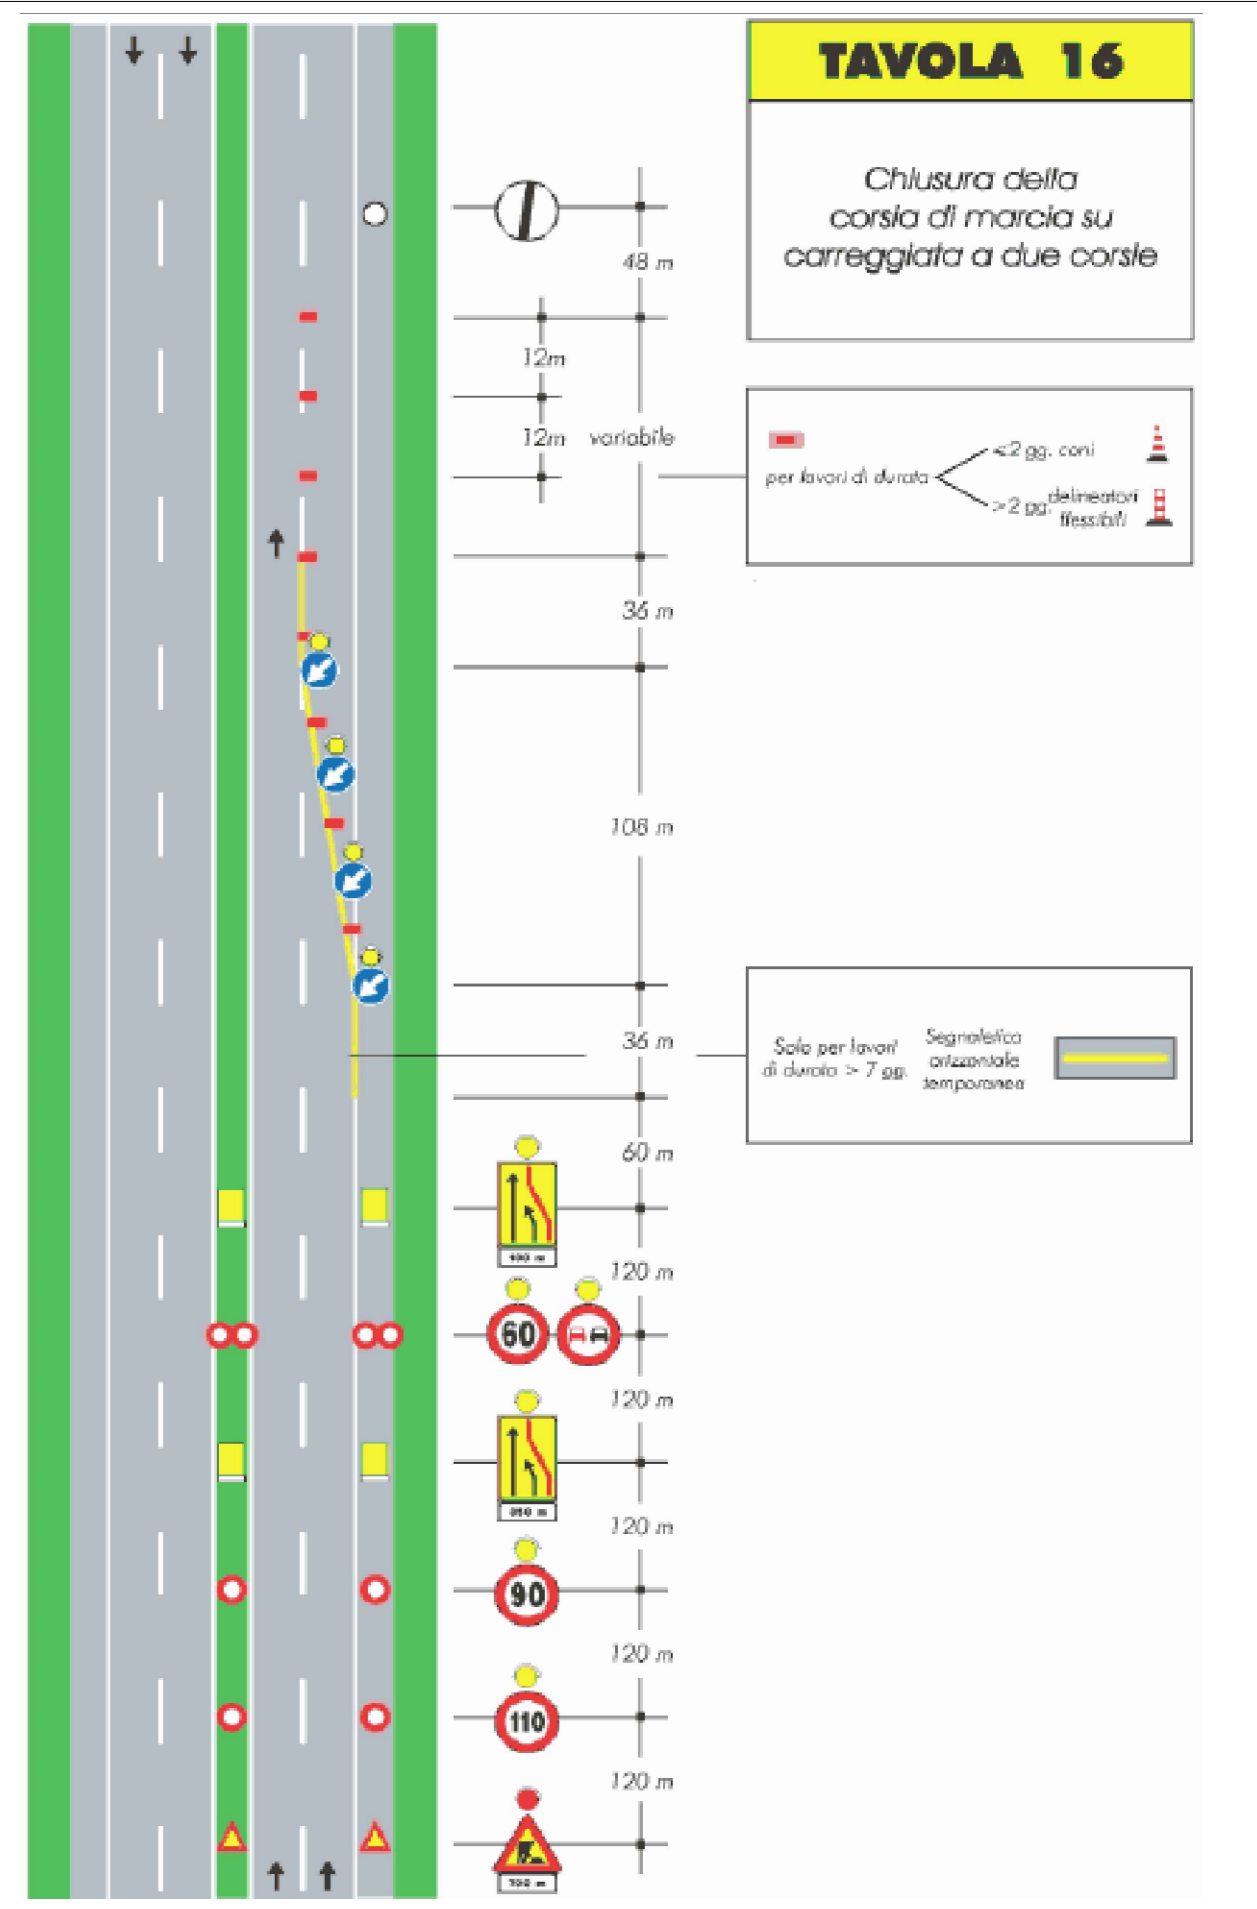 TAVOLA 16
Chiusura della
corsia di marcia su
carreggiata a due corsie
48 m
12m
12m
variabile
per lavori di durata
≤2 gg. coni
>2 gg. delineatori
flessibili
36 m
108 m
36 m
Solo per lavori
di durata > 7 gg.
Segnaletica
orizzontale
temporanea
60 m
120 m
60
120 m
120 m
90
120 m
110
120 m
700 m